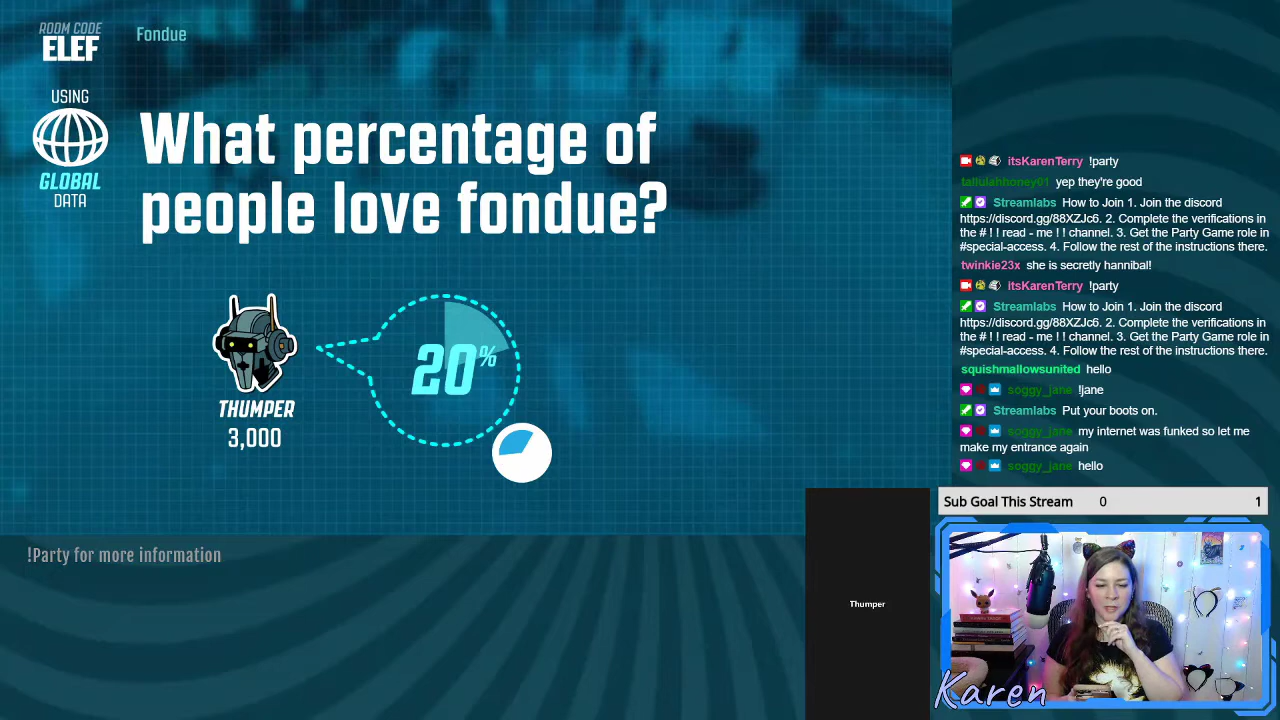 ROOM CODE
ELEF
Fondue
USING
GLOBAL
DATA
What percentage of
people love fondue?
20%
THUMPER
3,000
!Party for more information
itsKarenTerry !party
tallulahhoney01 yep they're good
Streamlabs How to Join 1. Join the discord
https://discord.gg/88XZJc6. 2. Complete the verifications in
the # ! ! read - me ! ! channel. 3. Get the Party Game role in
#special-access. 4. Follow the rest of the instructions there.
twinkie23x she is secretly hannibal!
itsKarenTerry !party
Streamlabs How to Join 1. Join the discord
https://discord.gg/88XZJc6. 2. Complete the verifications in
the # ! ! read - me ! ! channel. 3. Get the Party Game role in
#special-access. 4. Follow the rest of the instructions there.
squishmallowsunited hello
soggy_jane !jane
Streamlabs Put your boots on.
soggy_jane my internet was funked so let me
make my entrance again
soggy_jane hello
Sub Goal This Stream 0 1
Thumper
Karen